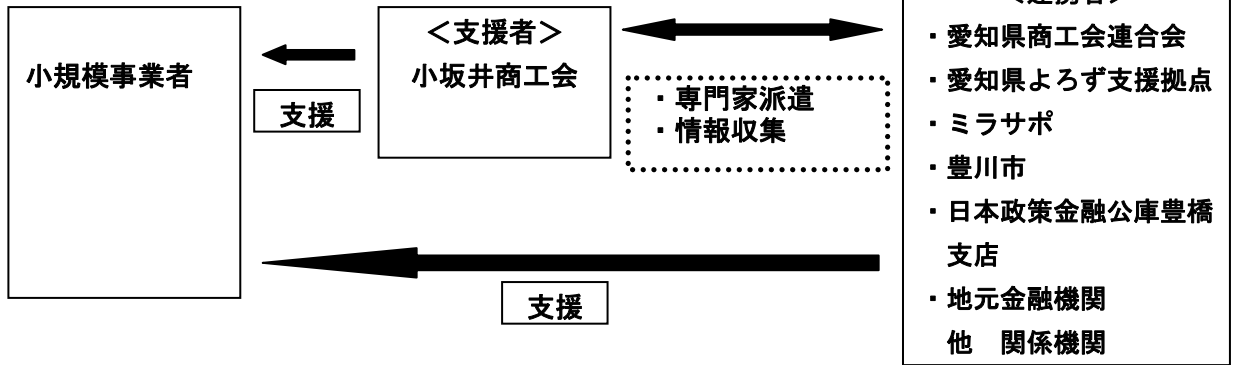 小規模事業者
支援
＜支援者＞
小坂井商工会
・専門家派遣
・情報収集
支援
＜連携者＞
・愛知県商工会連合会
・愛知県よろず支援拠点
・ミラサポ
・豊川市
・日本政策金融公庫豊橋
支店
・地元金融機関
他　関係機関